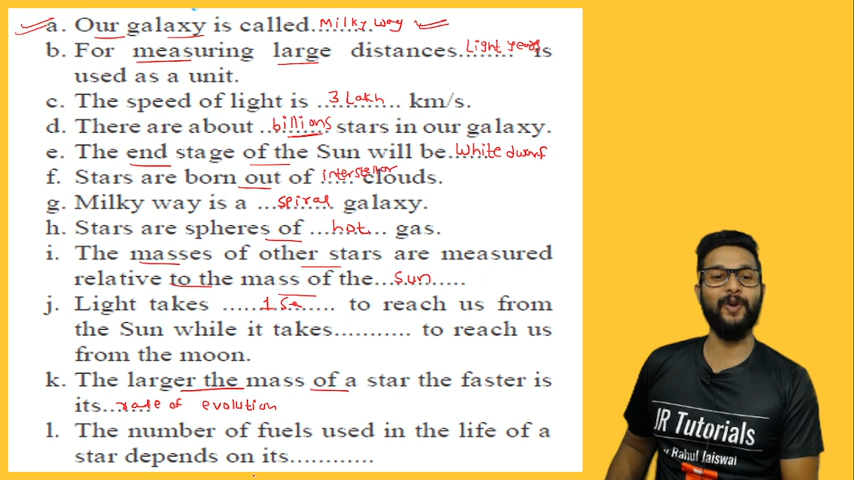 a. Our galaxy is called Milky way
b. For measuring large distances Light years is
used as a unit.
c. The speed of light is 3 Lakh km/s.
d. There are about billions stars in our galaxy.
e. The end stage of the Sun will be White dwarf
f. Stars are born out of interstellar clouds.
g. Milky way is a spiral galaxy.
h. Stars are spheres of hot gas.
i. The masses of other stars are measured
relative to the mass of the sun
j. Light takes ............ to reach us from
the Sun while it takes........... to reach us
from the moon.
k. The larger the mass of a star the faster is
its rate of evolution
l. The number of fuels used in the life of a
star depends on its............
JR Tutorials
Rahul Jaiswal